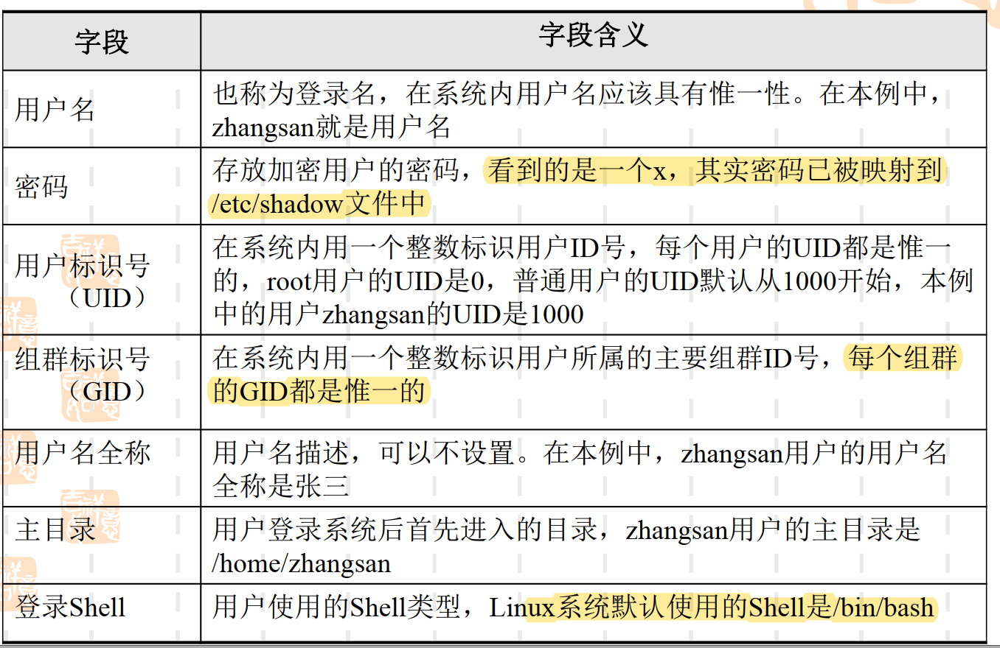 字段
字段含义
用户名
也称为登录名，在系统内用户名应该具有惟一性。在本例中，
zhangsan就是用户名
密码
存放加密用户的密码，看到的是一个x，其实密码已被映射到
/etc/shadow文件中
用户标识号
（UID）
在系统内用一个整数标识用户ID号，每个用户的UID都是惟一
的，root用户的UID是0，普通用户的UID默认从1000开始，本例
中的用户zhangsan的UID是1000
组群标识号
（GID）
在系统内用一个整数标识用户所属的主要组群ID号，每个组群
的GID都是惟一的
用户名全称
用户名描述，可以不设置。在本例中，zhangsan用户的用户名
全称是张三
主目录
用户登录系统后首先进入的目录，zhangsan用户的主目录是
/home/zhangsan
登录Shell
用户使用的Shell类型，Linux系统默认使用的Shell是/bin/bash